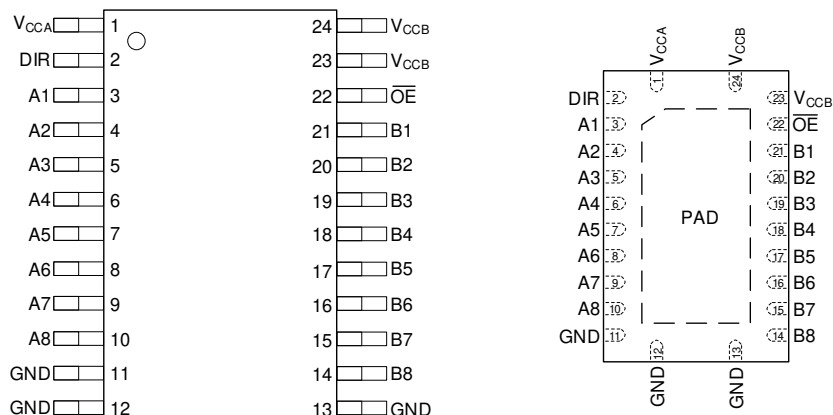 VCCA 1 24 VCCB
DIR 2 23 VCCB
A1 3 22 OE
A2 4 21 B1
A3 5 20 B2
A4 6 19 B3
A5 7 18 B4
A6 8 17 B5
A7 9 16 B6
A8 10 15 B7
GND 11 14 B8
GND 12 13 GND
VCCA VCCB
1 24
DIR 2 23 VCCB
A1 3 22 OE
A2 4 21 B1
A3 5 20 B2
A4 6 19 B3
A5 7 PAD 18 B4
A6 8 17 B5
A7 9 16 B6
A8 10 15 B7
GND 11 14 B8
12 13
GND GND